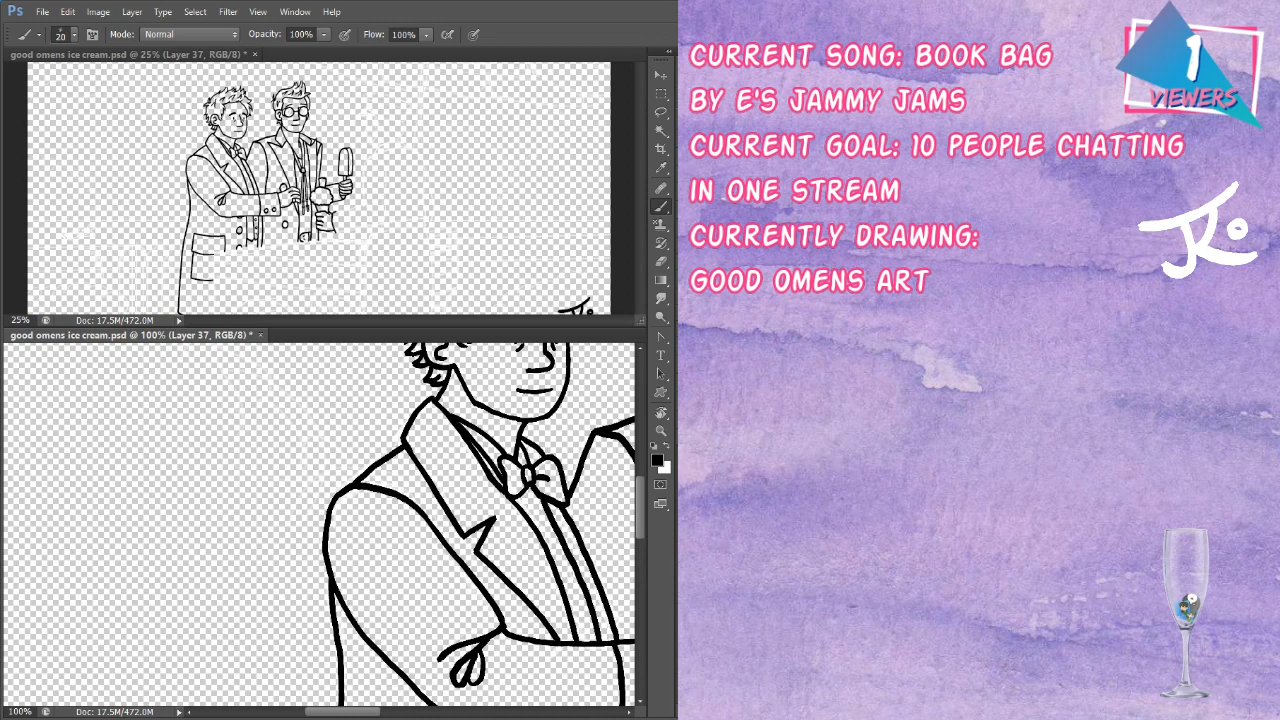 Ps File Edit Image Layer Type Select Filter View Window Help
20 Mode: Normal Opacity: 100% Flow: 100%
good omens ice cream.psd @ 25% (Layer 37, RGB/8) * ×
25% Doc: 17.5M/472.0M
good omens ice cream.psd @ 100% (Layer 37, RGB/8) * ×
100% Doc: 17.5M/472.0M
CURRENT SONG: BOOK BAG
BY E'S JAMMY JAMS
CURRENT GOAL: 10 PEOPLE CHATTING
IN ONE STREAM
CURRENTLY DRAWING:
GOOD OMENS ART
1
VIEWERS